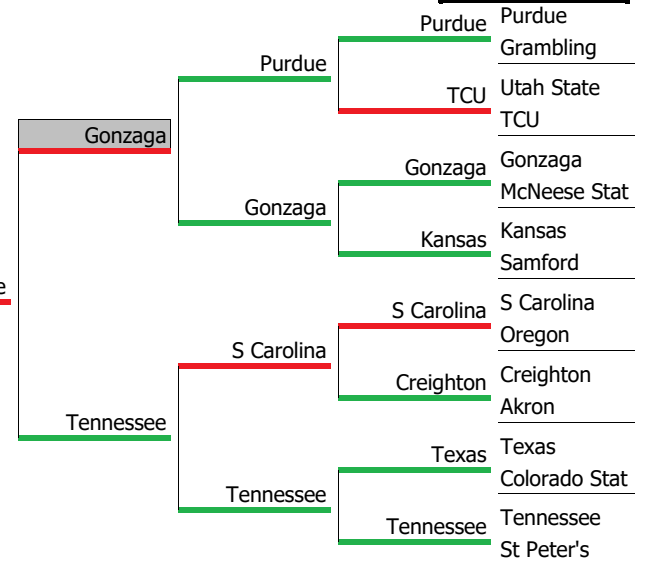 Purdue
Purdue
Grambling
Purdue
TCU
Utah State
TCU
Gonzaga
Gonzaga
Gonzaga
McNeese Stat
Gonzaga
Kansas
Kansas
Samford
e
S Carolina
S Carolina
Oregon
S Carolina
Creighton
Creighton
Akron
Tennessee
Texas
Texas
Colorado Stat
Tennessee
Tennessee
Tennessee
St Peter's